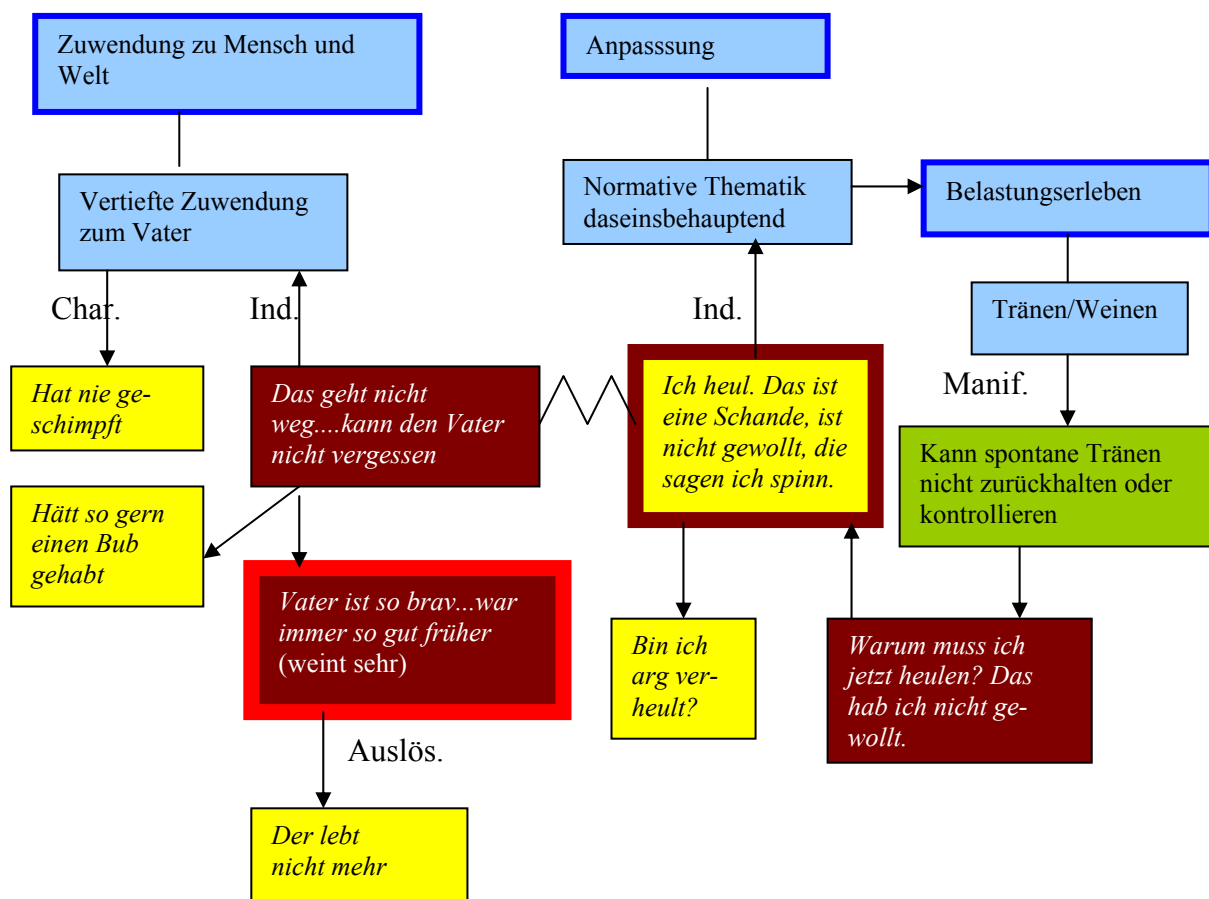 Zuwendung zu Mensch und
Welt
Anpasssung
Vertiefte Zuwendung
zum Vater
Normative Thematik
daseinsbehauptend
Belastungserleben
Char.
Ind.
Ind.
Tränen/Weinen
Manif.
Hat nie ge-
schimpft
Das geht nicht
weg....kann den Vater
nicht vergessen
Ich heul. Das ist
eine Schande, ist
nicht gewollt, die
sagen ich spinn.
Kann spontane Tränen
nicht zurückhalten oder
kontrollieren
Hätt so gern
einen Bub
gehabt
Vater ist so brav...war
immer so gut früher
(weint sehr)
Bin ich
arg ver-
heult?
Warum muss ich
jetzt heulen? Das
hab ich nicht ge-
wollt.
Auslös.
Der lebt
nicht mehr